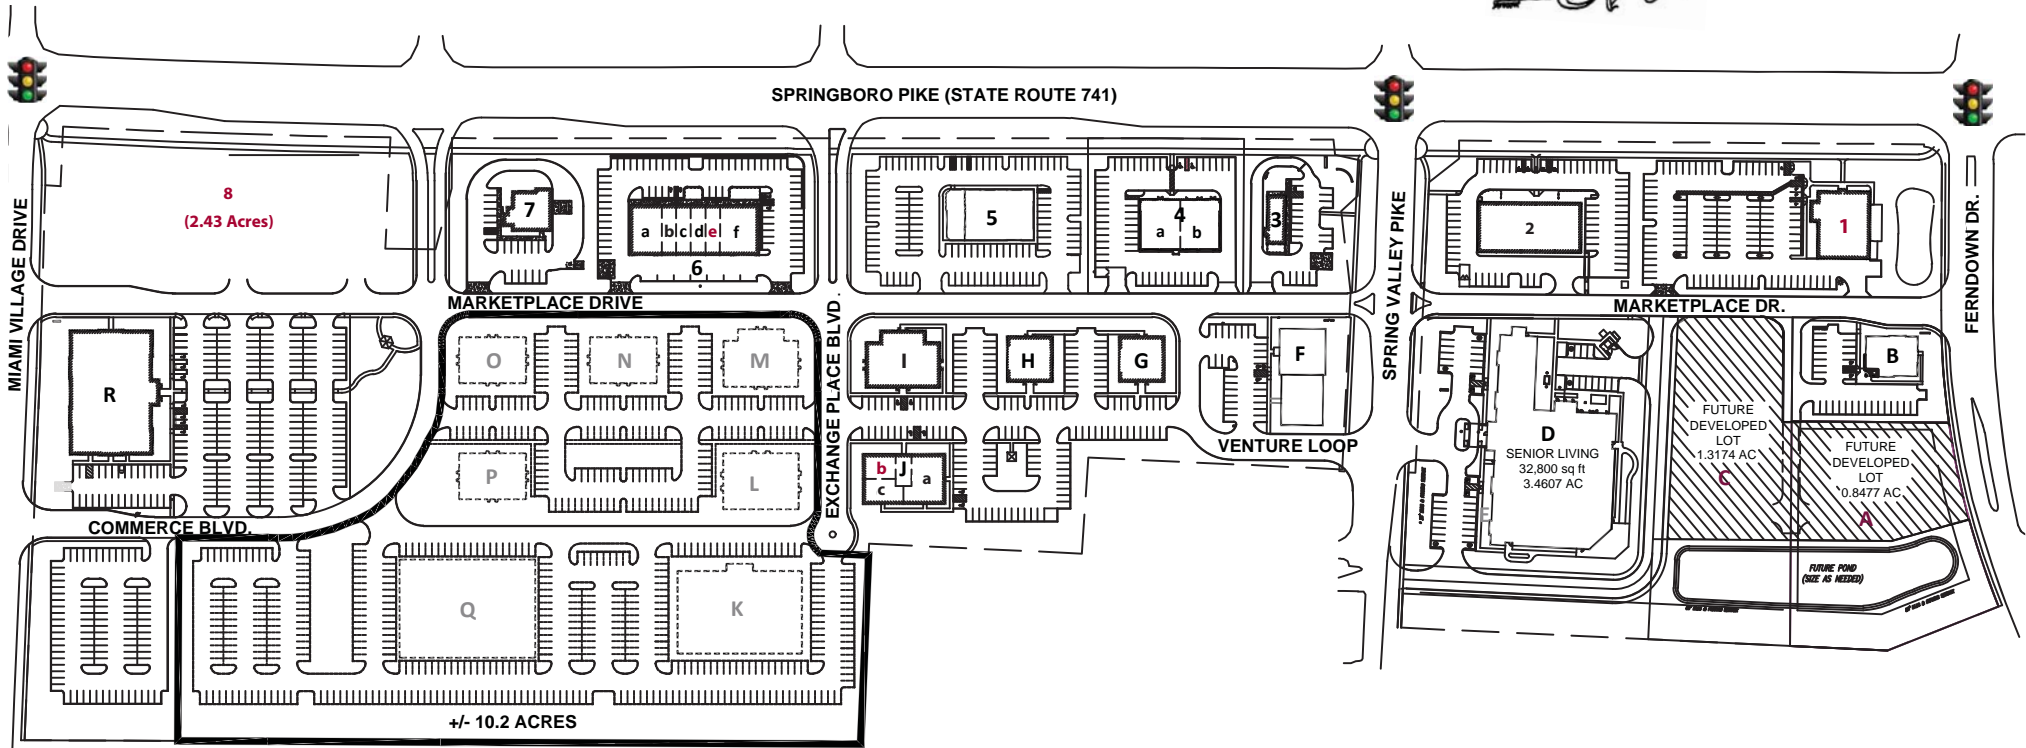 SPRINGBORO PIKE (STATE ROUTE 741)
MIAMI VILLAGE DRIVE
8
(2.43 Acres)
7
a b c d e f
6
5
4
a b
3
SPRING VALLEY PIKE
2
1
FERNDOWN DR.
MARKETPLACE DRIVE
MARKETPLACE DR.
EXCHANGE PLACE BLVD.
R
O
N
M
I
H
G
F
B
P
L
b
J
a
c
VENTURE LOOP
D
SENIOR LIVING
32,800 sq ft
3.4607 AC
FUTURE
DEVELOPED
LOT
1.3174 AC
C
FUTURE
DEVELOPED
LOT
0.8477 AC
A
COMMERCE BLVD.
Q
K
FUTURE POND
(SIZE AS NEEDED)
+/- 10.2 ACRES